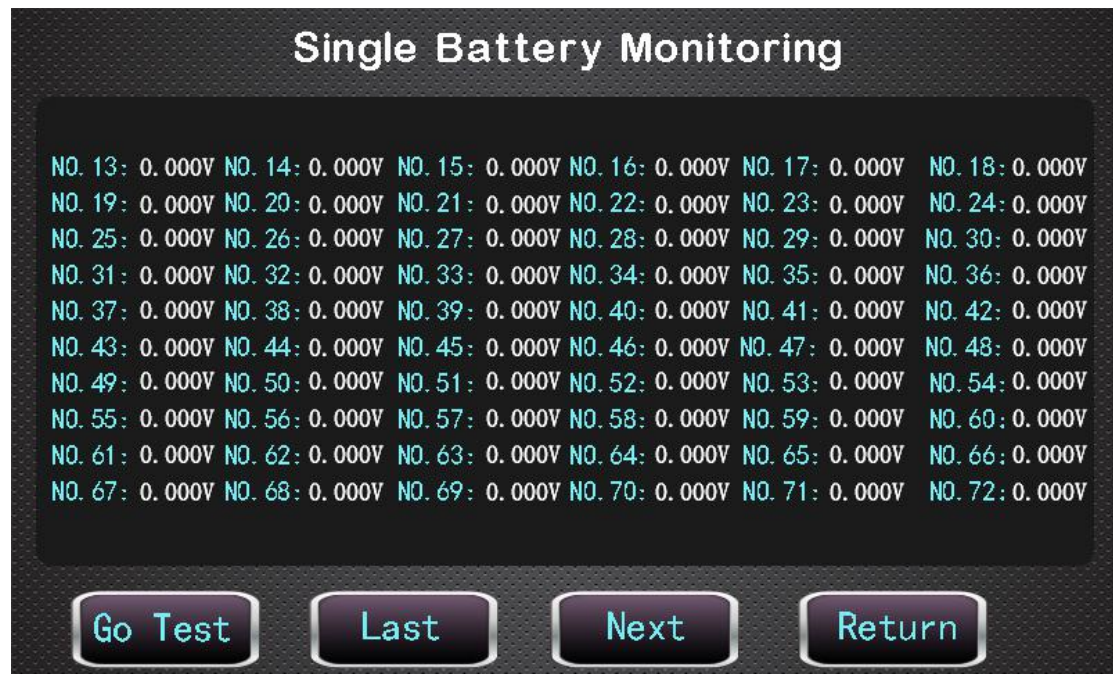 Single Battery Monitoring
NO. 13: 0.000V NO. 14: 0.000V NO. 15: 0.000V NO. 16: 0.000V NO. 17: 0.000V NO. 18: 0.000V
NO. 19: 0.000V NO. 20: 0.000V NO. 21: 0.000V NO. 22: 0.000V NO. 23: 0.000V NO. 24: 0.000V
NO. 25: 0.000V NO. 26: 0.000V NO. 27: 0.000V NO. 28: 0.000V NO. 29: 0.000V NO. 30: 0.000V
NO. 31: 0.000V NO. 32: 0.000V NO. 33: 0.000V NO. 34: 0.000V NO. 35: 0.000V NO. 36: 0.000V
NO. 37: 0.000V NO. 38: 0.000V NO. 39: 0.000V NO. 40: 0.000V NO. 41: 0.000V NO. 42: 0.000V
NO. 43: 0.000V NO. 44: 0.000V NO. 45: 0.000V NO. 46: 0.000V NO. 47: 0.000V NO. 48: 0.000V
NO. 49: 0.000V NO. 50: 0.000V NO. 51: 0.000V NO. 52: 0.000V NO. 53: 0.000V NO. 54: 0.000V
NO. 55: 0.000V NO. 56: 0.000V NO. 57: 0.000V NO. 58: 0.000V NO. 59: 0.000V NO. 60: 0.000V
NO. 61: 0.000V NO. 62: 0.000V NO. 63: 0.000V NO. 64: 0.000V NO. 65: 0.000V NO. 66: 0.000V
NO. 67: 0.000V NO. 68: 0.000V NO. 69: 0.000V NO. 70: 0.000V NO. 71: 0.000V NO. 72: 0.000V
Go Test Last Next Return